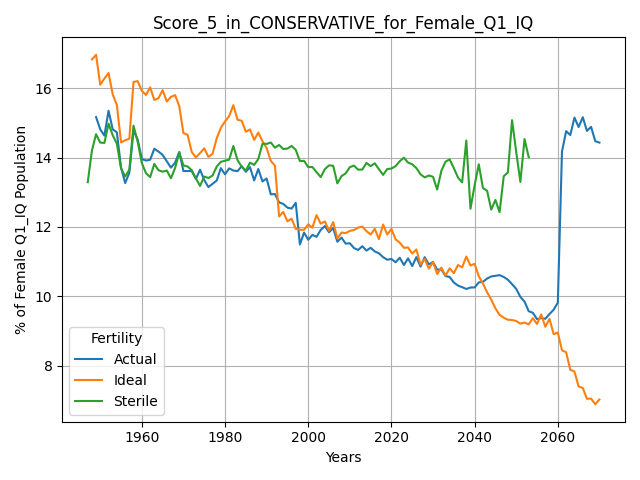 Score_5_in_CONSERVATIVE_for_Female_Q1_IQ
% of Female Q1_IQ Population
16
14
12
10
8
Fertility
Actual
Ideal
Sterile
1960
1980
2000
2020
2040
2060
Years